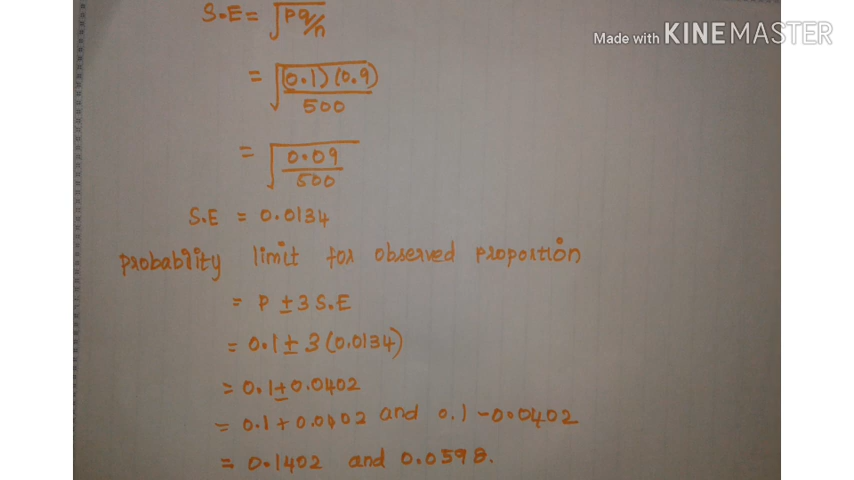 S.E = √pq/n
Made with KINEMASTER
= √(0.1)(0.9)/500
= √0.09/500
S.E = 0.0134
probability limit for observed proportion
= P ± 3 S.E
= 0.1 ± 3 (0.0134)
= 0.1 ± 0.0402
= 0.1 + 0.0402 and 0.1 - 0.0402
= 0.1402 and 0.0598.